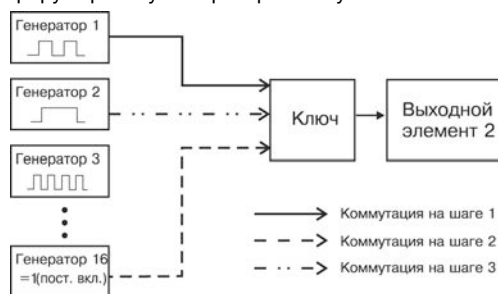 Генератор 1
Генератор 2
Генератор 3
Генератор 16
=1(пост. вкл.)
Ключ
Выходной
элемент 2
Коммутация на шаге 1
Коммутация на шаге 2
Коммутация на шаге 3